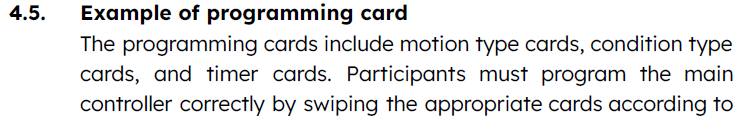 4.5. Example of programming card
The programming cards include motion type cards, condition type
cards, and timer cards. Participants must program the main
controller correctly by swiping the appropriate cards according to